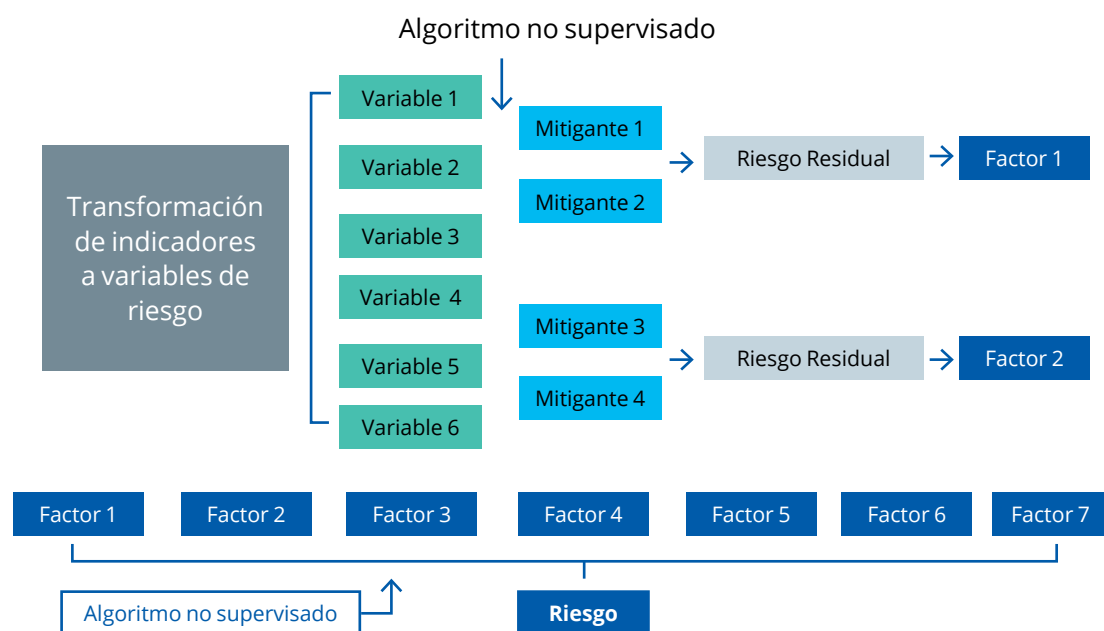 Algoritmo no supervisado
Transformación
de indicadores
a variables de
riesgo
Variable 1
Variable 2
Variable 3
Variable 4
Variable 5
Variable 6
Mitigante 1
Mitigante 2
Riesgo Residual
Factor 1
Mitigante 3
Mitigante 4
Riesgo Residual
Factor 2
Factor 1
Factor 2
Factor 3
Factor 4
Factor 5
Factor 6
Factor 7
Algoritmo no supervisado
Riesgo